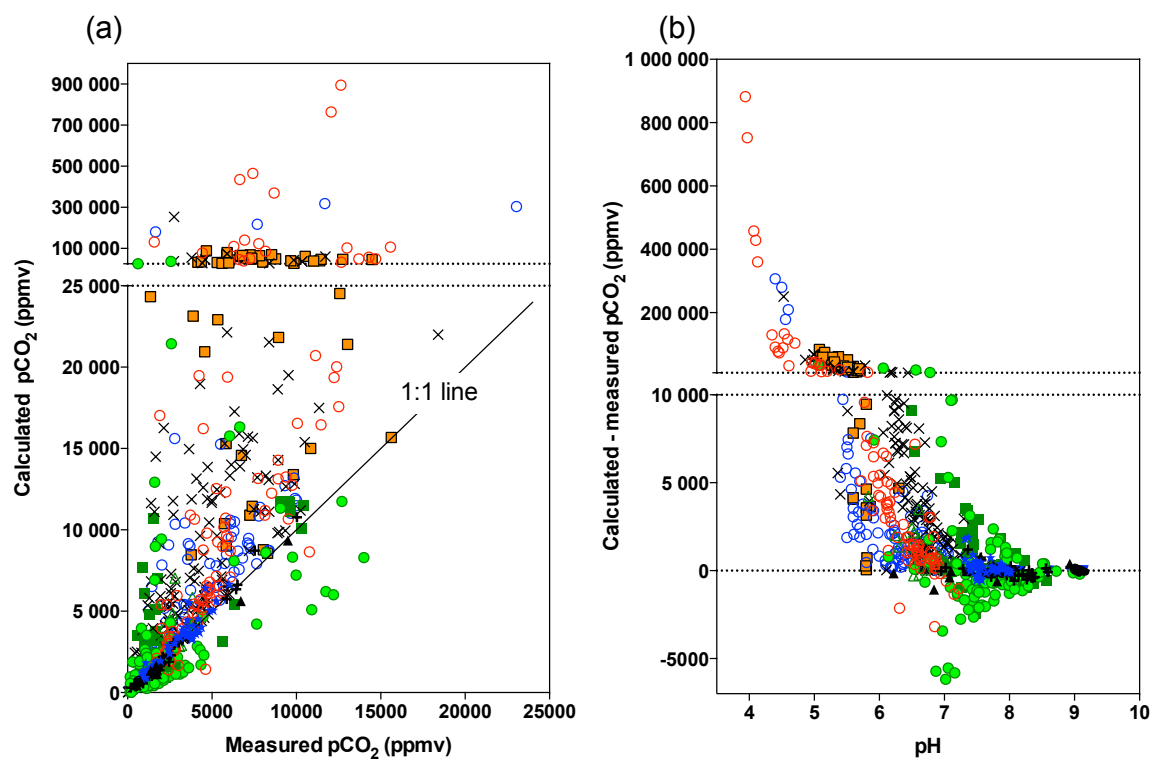 (a)
Calculated pCO2 (ppmv)
900 000
700 000
500 000
300 000
100 000
25 000
20 000
15 000
10 000
5 000
0
1:1 line
0 5000 10000 15000 20000 25000
Measured pCO2 (ppmv)
(b)
Calculated - measured pCO2 (ppmv)
1 000 000
800 000
600 000
400 000
200 000
10 000
5 000
0
-5000
4 5 6 7 8 9 10
pH